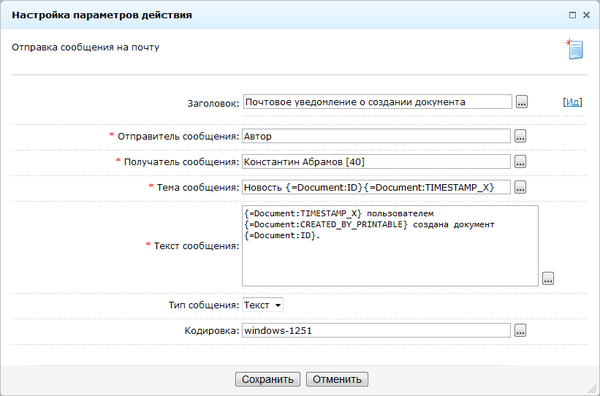 Настройка параметров действия
Отправка сообщения на почту
Заголовок: Почтовое уведомление о создании документа ... [Ид]
* Отправитель сообщения: Автор ...
* Получатель сообщения: Константин Абрамов [40] ...
* Тема сообщения: Новость {=Document:ID}{=Document:TIMESTAMP_X} ...
{=Document:TIMESTAMP_X} пользователем
{=Document:CREATED_BY_PRINTABLE} создана документ
* Текст сообщения: {=Document:ID}.
...
Тип собщения: Текст
Кодировка: windows-1251 ...
Сохранить Отменить